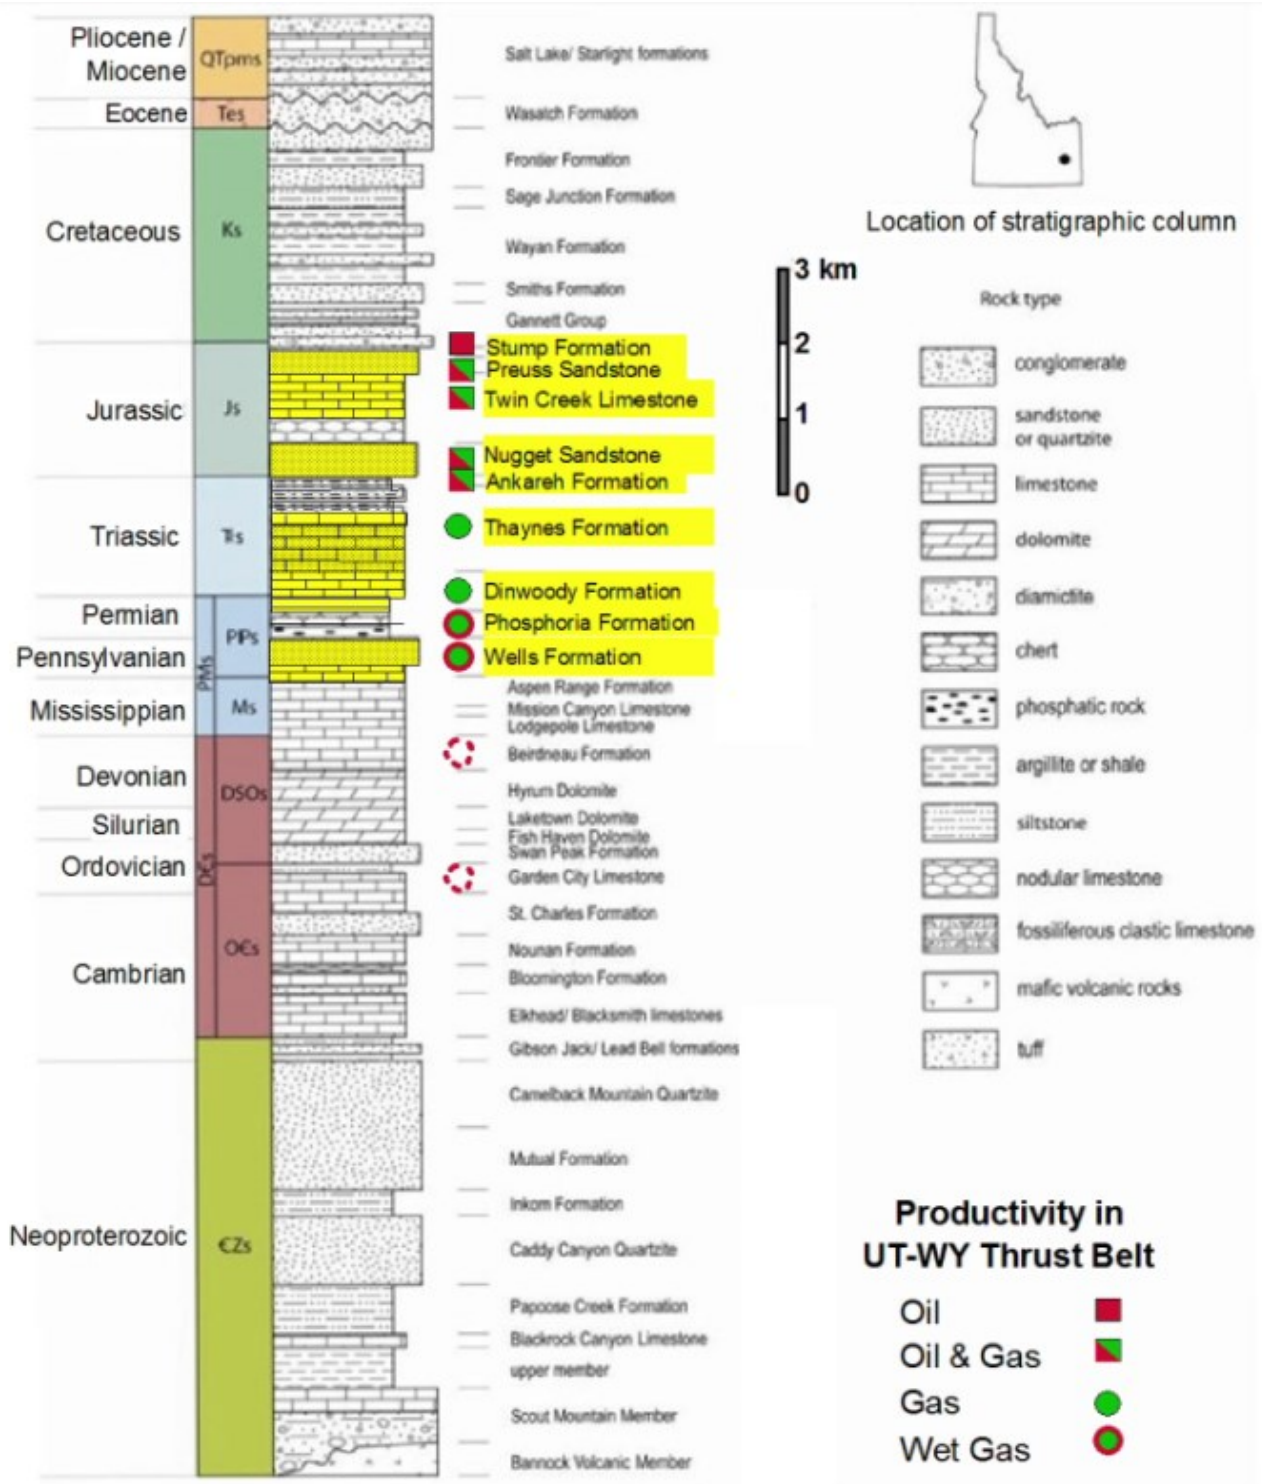 Pliocene /
Miocene
Eocene
Cretaceous
Jurassic
Triassic
Permian
Pennsylvanian
Mississippian
Devonian
Silurian
Ordovician
Cambrian
Neoproterozoic
QTpms
Tes
Ks
Js
Ŧs
PMs
PIPs
Ms
DSOs
O€s
€Zs
Salt Lake/ Starlight formations
Wasatch Formation
Frontier Formation
Sage Junction Formation
Wayan Formation
Smiths Formation
Gannett Group
Stump Formation
Preuss Sandstone
Twin Creek Limestone
Nugget Sandstone
Ankareh Formation
Thaynes Formation
Dinwoody Formation
Phosphoria Formation
Wells Formation
Aspen Range Formation
Mission Canyon Limestone
Lodgepole Limestone
Beirdneau Formation
Hyrum Dolomite
Laketown Dolomite
Fish Haven Dolomite
Swan Peak Formation
Garden City Limestone
St. Charles Formation
Nounan Formation
Bloomington Formation
Elkhead/ Blacksmith limestones
Gibson Jack/ Lead Bell formations
Camelback Mountain Quartzite
Mutual Formation
Inkom Formation
Caddy Canyon Quartzite
Papoose Creek Formation
Blackrock Canyon Limestone
upper member
Scout Mountain Member
Bannock Volcanic Member
Location of stratigraphic column
3 km
2
1
0
Rock type
conglomerate
sandstone
or quartzite
limestone
dolomite
diamictite
chert
phosphatic rock
argillite or shale
siltstone
nodular limestone
fossiliferous clastic limestone
mafic volcanic rocks
tuff
Productivity in
UT-WY Thrust Belt
Oil
Oil & Gas
Gas
Wet Gas